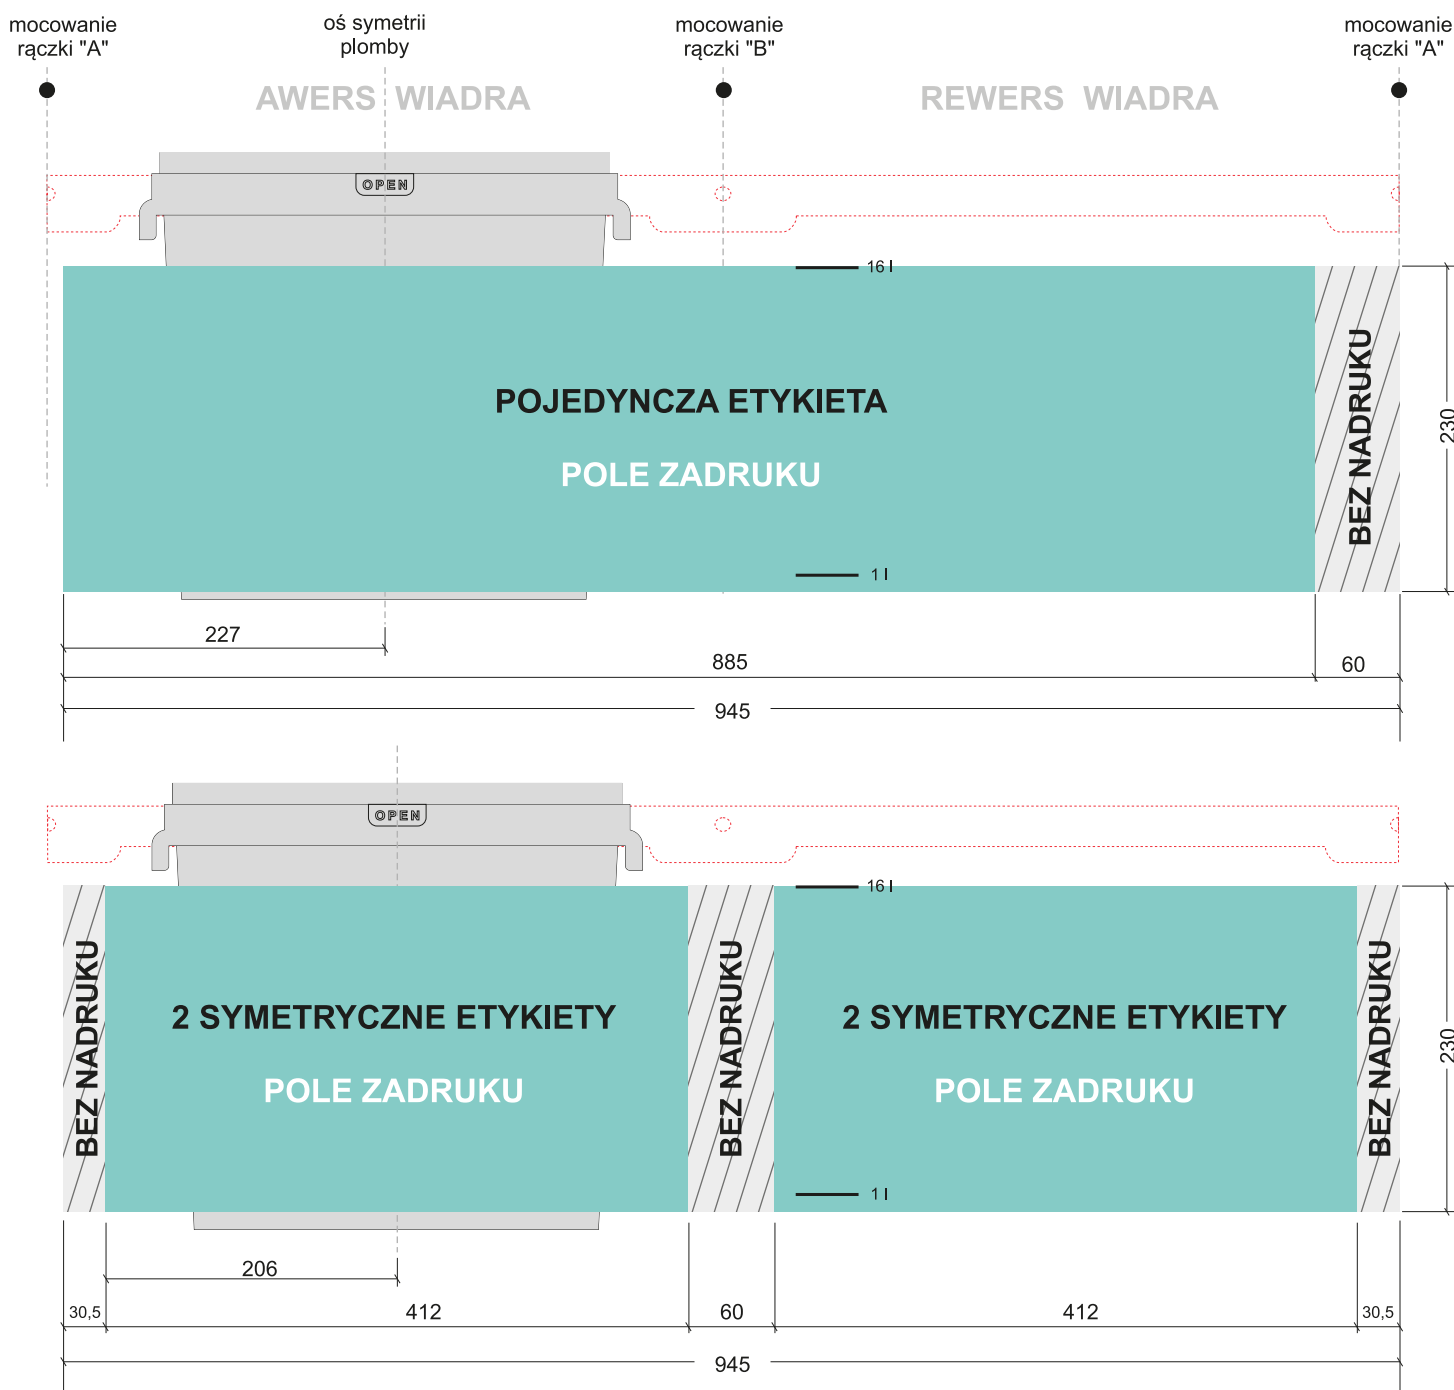 mocowanie
rączki "A"
oś symetrii
plomby
mocowanie
rączki "B"
mocowanie
rączki "A"
AWERS WIADRA
REWERS WIADRA
OPEN
16 l
POJEDYNCZA ETYKIETA
POLE ZADRUKU
BEZ NADRUKU
230
1 l
227
885
60
945
OPEN
16 l
BEZ NADRUKU
2 SYMETRYCZNE ETYKIETY
POLE ZADRUKU
BEZ NADRUKU
2 SYMETRYCZNE ETYKIETY
POLE ZADRUKU
BEZ NADRUKU
230
1 l
206
30,5
412
60
412
30,5
945